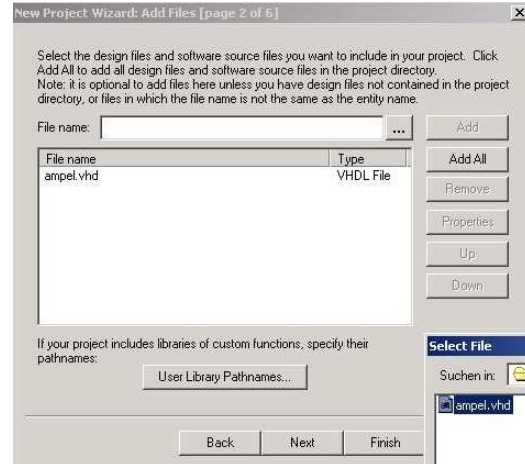 New Project Wizard: Add Files [page 2 of 6]
Select the design files and software source files you want to include in your project. Click
Add All to add all design files and software source files in the project directory.
Note: it is optional to add files here unless you have design files not contained in the project
directory, or files in which the file name is not the same as the entity name.
File name:
...
Add
File name
Type
Add All
ampel.vhd
VHDL File
Remove
Properties
Up
Down
If your project includes libraries of custom functions, specify their
pathnames:
User Library Pathnames...
Select File
Suchen in:
ampel.vhd
Back
Next
Finish